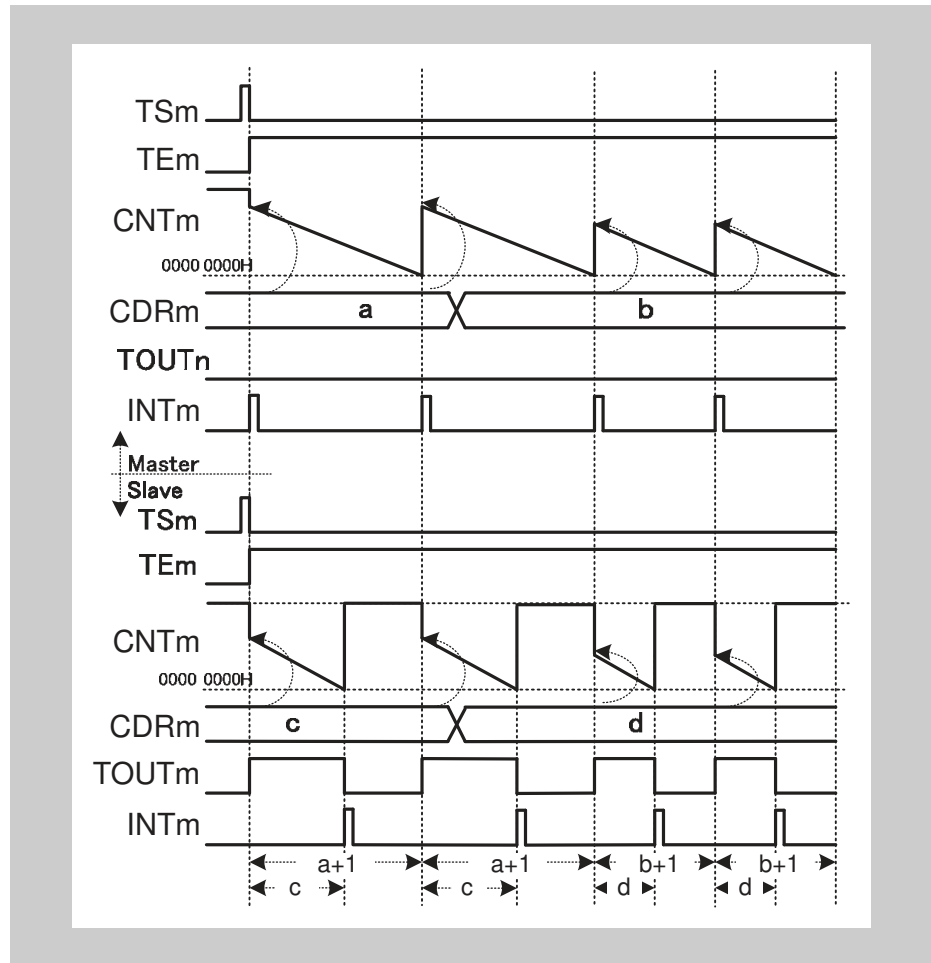 TSm
TEm
CNTm
0000 0000H
CDRm a b
TOUTn
INTm
Master
Slave
TSm
TEm
CNTm
0000 0000H
CDRm c d
TOUTm
INTm
a+1 a+1 b+1 b+1
c c d d